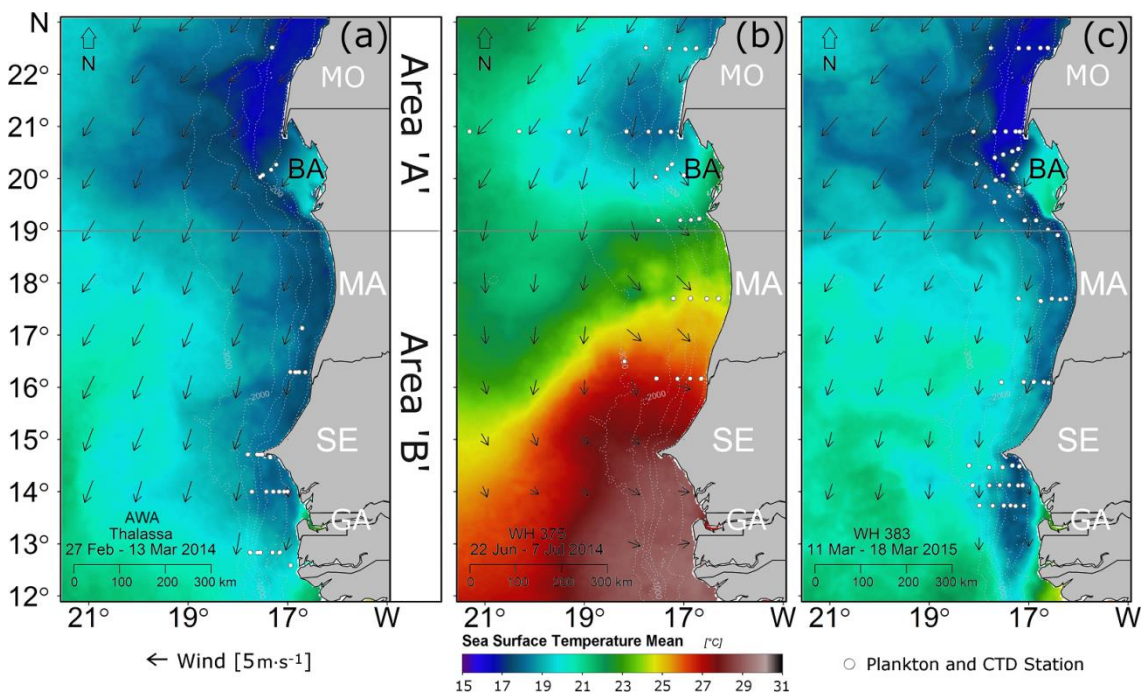 N
22°
21°
20°
19°
18°
17°
16°
15°
14°
13°
12°
(a)
N
MO
BA
MA
SE
GA
2000
AWA
Thalassa
27 Feb - 13 Mar 2014
0 100 200 300 km
21° 19° 17° W
Area 'A'
Area 'B'
(b)
N
MO
BA
MA
SE
GA
2000
WH 375
22 Jun - 7 Jul 2014
0 100 200 300 km
21° 19° 17° W
(c)
N
MO
BA
MA
SE
GA
2000
WH 383
11 Mar - 18 Mar 2015
0 100 200 300 km
21° 19° 17° W
Wind [5m·s⁻¹]
Sea Surface Temperature Mean [°C]
15 17 19 21 23 25 27 29 31
Plankton and CTD Station